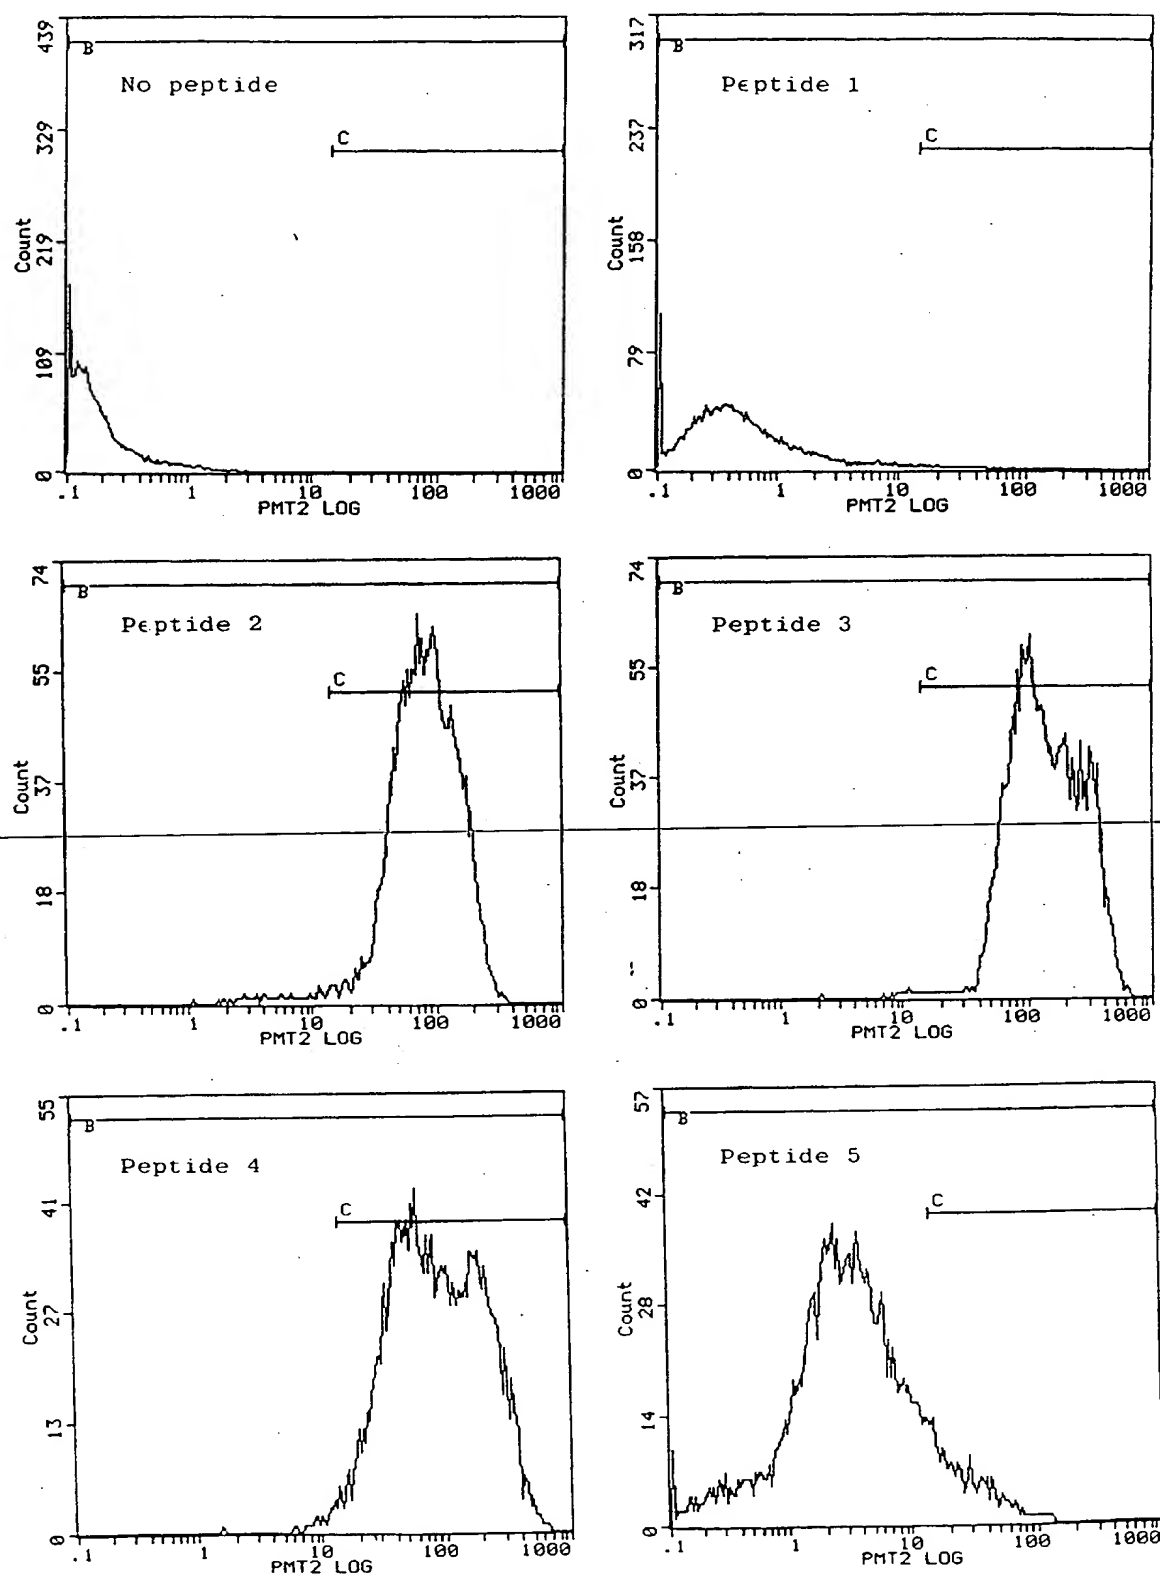 439
B
No peptide
C
329
Count
219
109
0
.1 1 10 100 1000
PMT2 LOG
317
B
Peptide 1
C
237
Count
158
79
0
.1 1 10 100 1000
PMT2 LOG
74
B
Peptide 2
C
55
Count
37
18
0
.1 1 10 100 1000
PMT2 LOG
74
B
Peptide 3
C
55
Count
37
18
0
.1 1 10 100 1000
PMT2 LOG
55
B
Peptide 4
C
41
Count
27
13
0
.1 1 10 100 1000
PMT2 LOG
57
B
Peptide 5
C
42
Count
28
14
0
.1 1 10 100 1000
PMT2 LOG